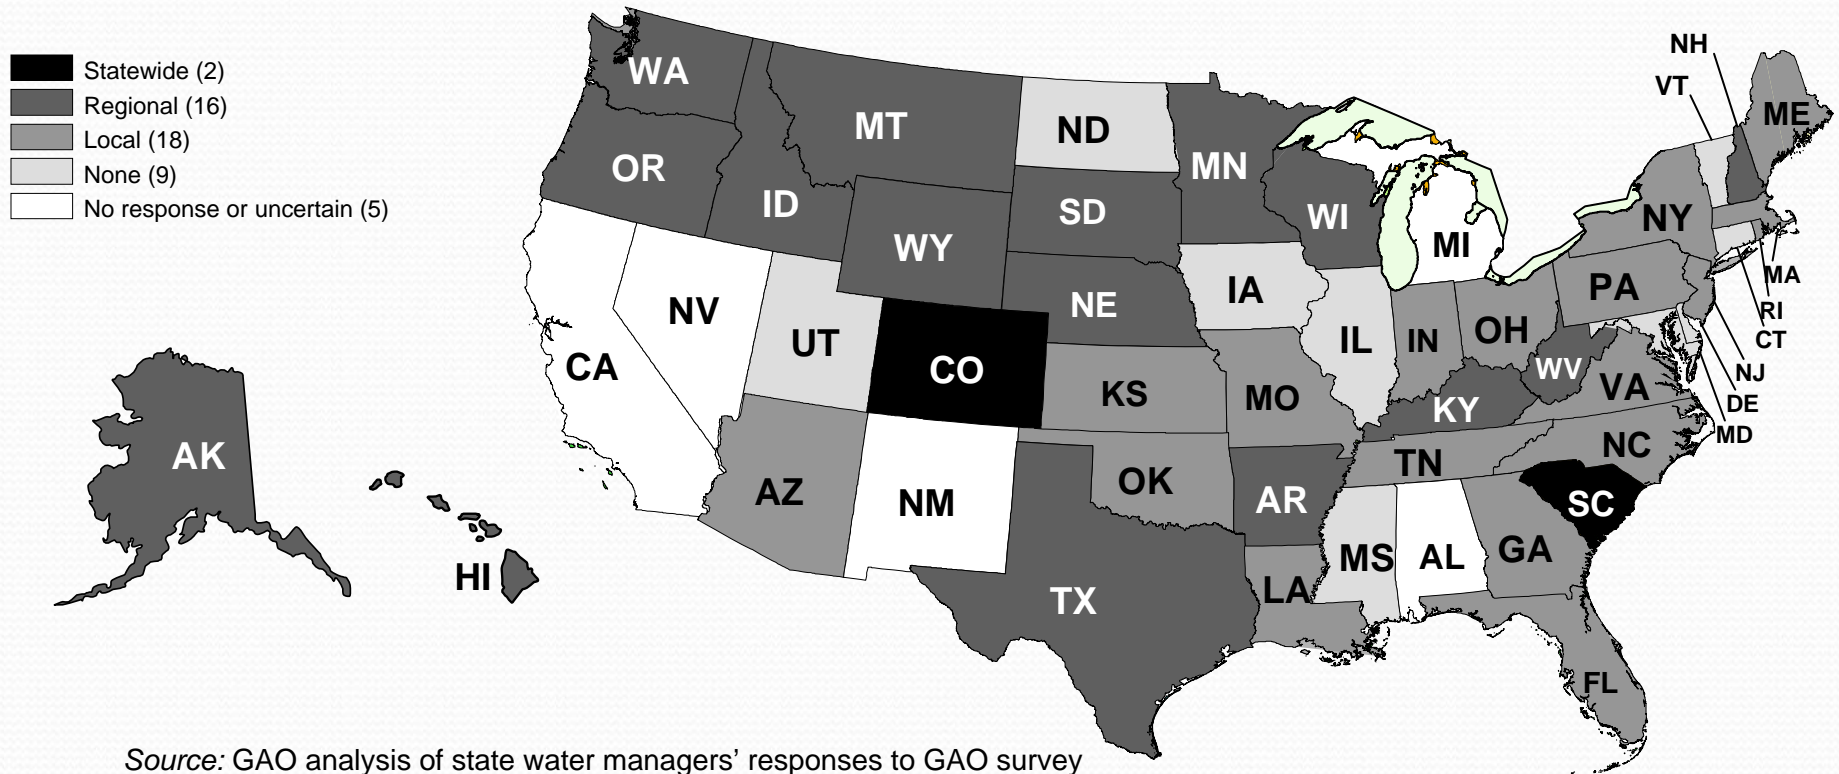 Statewide (2)
Regional (16)
Local (18)
None (9)
No response or uncertain (5)
WA
OR
ID
MT
WY
ND
SD
NE
MN
WI
MI
IA
IL
IN
OH
PA
NY
VT
NH
ME
MA
RI
CT
NJ
DE
MD
WV
VA
KY
NC
TN
SC
GA
FL
AL
MS
LA
AR
MO
KS
OK
TX
CO
NM
AZ
UT
NV
CA
AK
HI
Source: GAO analysis of state water managers' responses to GAO survey